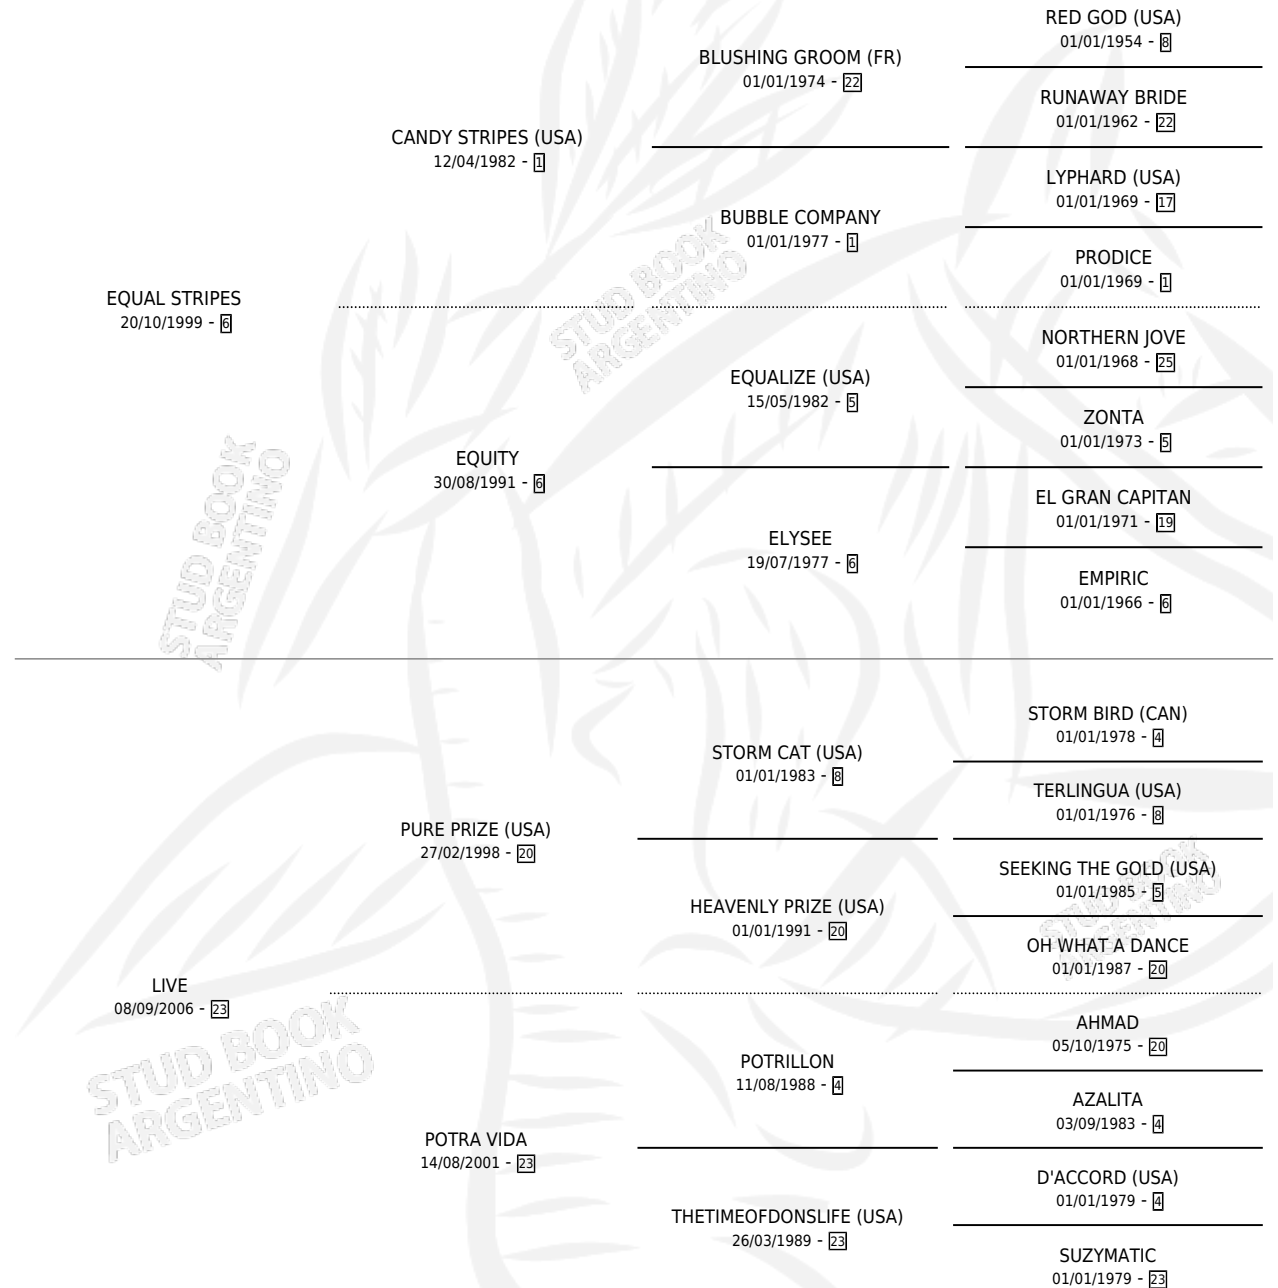 RED GOD (USA)
01/01/1954 - 8
BLUSHING GROOM (FR)
01/01/1974 - 22
RUNAWAY BRIDE
01/01/1962 - 22
CANDY STRIPES (USA)
12/04/1982 - 1
LYPHARD (USA)
01/01/1969 - 17
BUBBLE COMPANY
01/01/1977 - 1
PRODICE
01/01/1969 - 1
EQUAL STRIPES
20/10/1999 - 6
STUD BOOK
ARGENTINO
NORTHERN JOVE
01/01/1968 - 25
EQUALIZE (USA)
15/05/1982 - 5
ZONTA
01/01/1973 - 5
EQUITY
30/08/1991 - 6
EL GRAN CAPITAN
01/01/1971 - 19
ELYSEE
19/07/1977 - 6
EMPIRIC
01/01/1966 - 6
STUD BOOK
ARGENTINO
STORM BIRD (CAN)
01/01/1978 - 4
STORM CAT (USA)
01/01/1983 - 8
TERLINGUA (USA)
01/01/1976 - 8
PURE PRIZE (USA)
27/02/1998 - 20
SEEKING THE GOLD (USA)
01/01/1985 - 5
HEAVENLY PRIZE (USA)
01/01/1991 - 20
STUD BOOK
ARGENTINO
OH WHAT A DANCE
01/01/1987 - 20
LIVE
08/09/2006 - 23
AHMAD
05/10/1975 - 20
POTRILLON
11/08/1988 - 4
STUD BOOK
ARGENTINO
AZALITA
03/09/1983 - 4
POTRA VIDA
14/08/2001 - 23
D'ACCORD (USA)
01/01/1979 - 4
THETIMEOFDONSLIFE (USA)
26/03/1989 - 23
SUZYMATIC
01/01/1979 - 23